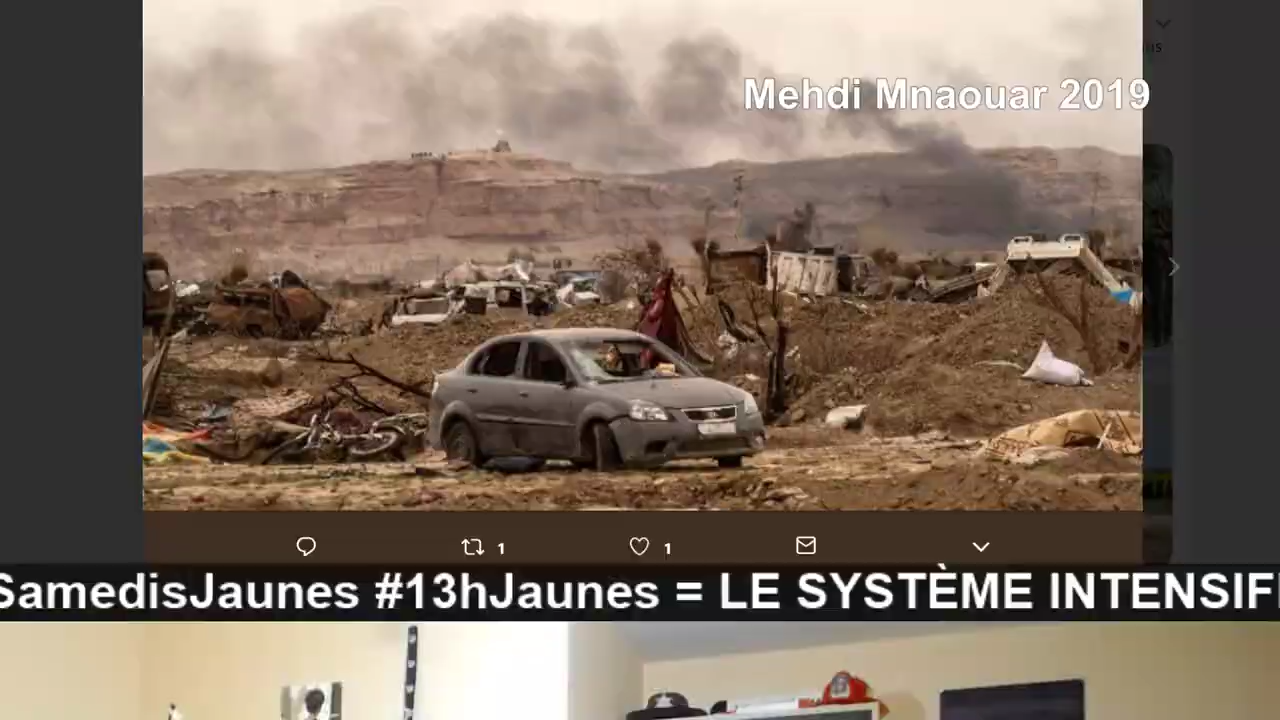 Mehdi Mnaouar 2019
1
1
SamedisJaunes #13hJaunes = LE SYSTÈME INTENSIF